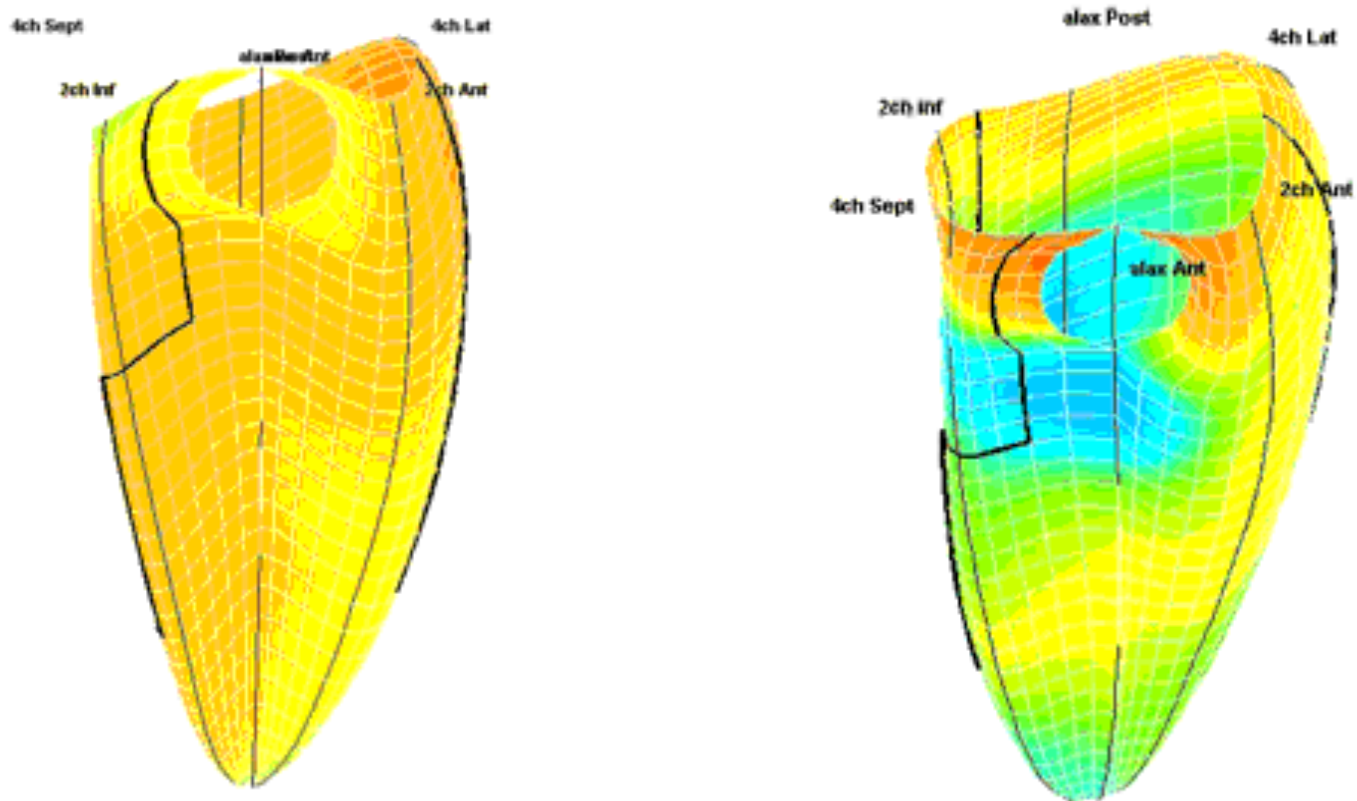 4ch Sept
4ch Lat
2ch Inf
2ch Ant
alax Post
4ch Lat
2ch Inf
2ch Ant
4ch Sept
alax Ant